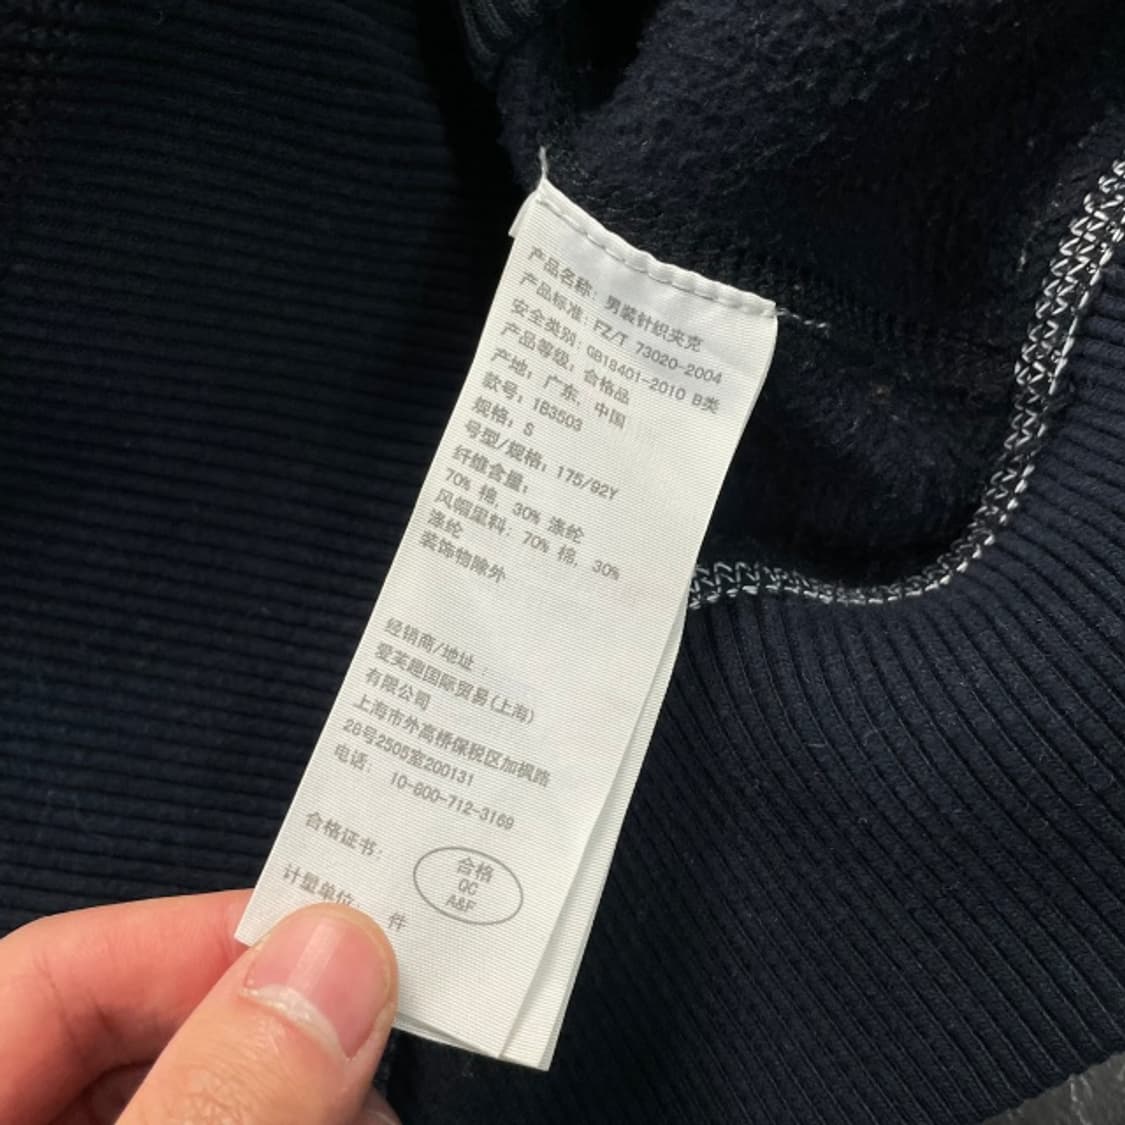 产品名称: 男装针织夹克
产品标准: FZ/T 73020-2004
安全类别: GB18401-2010 B类
产品等级: 合格品
产地: 广东, 中国
款号: 183503
规格: S
号型/规格: 175/92Y
纤维含量:
70% 棉, 30% 涤纶
风帽里料: 70% 棉, 30%
涤纶
装饰物除外
经销商/地址 :
爱芙趣国际贸易(上海)
有限公司
上海市外高桥保税区加枫路
28号2505室200131
电话: 10-800-712-3169
合格证书:
合格
QC
A&F
计量单位: 件